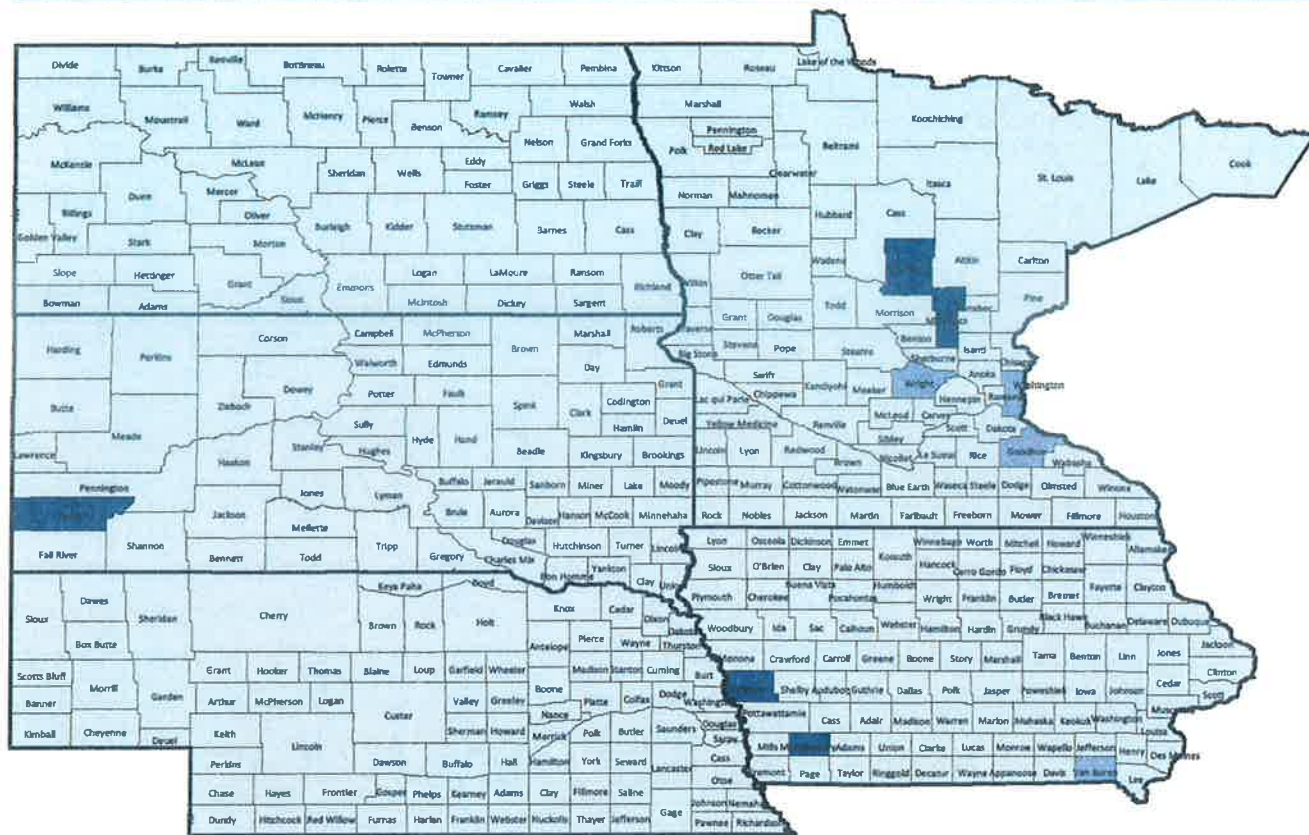 Divide Burke Renville Bottineau Rolette Towner Cavalier Pembina Kittson Roseau Lake of the Woods
Williams Mountrail Ward McHenry Pierce Benson Ramsey Walsh Marshall Koochiching
Nelson Grand Forks Polk Pennington Red Lake Beltrami Clearwater St. Louis Lake Cook
McKenzie McLean Sheridan Wells Eddy Foster Griggs Steele Traill Norman Mahnomen Itasca
Dunn Mercer Oliver Hubbard Cass
Billings Golden Valley Stark Morton Burleigh Kidder Stutsman Barnes Cass Clay Becker Wadena Aitkin Carlton
Slope Hettinger Grant Sioux Emmons Logan LaMoure Ransom Richland Wilkin Otter Tail
Bowman Adams McIntosh Dickey Sargent Grant Douglas Todd Morrison Pine
Harding Perkins Corson Campbell McPherson Brown Marshall Roberts Traverse Stevens Pope Stearns Benton Isanti
Walworth Edmunds Day Big Stone Sherburne Chisago
Butte Meade Ziebach Dewey Potter Faulk Spink Clark Codington Grant Swift Kandiyohi Meeker Wright Anoka Washington
Hamlin Deuel Lac qui Parle Chippewa Hennepin Ramsey
Lawrence Haakon Stanley Sully Hughes Hyde Hand Beadle Kingsbury Brookings Yellow Medicine Renville McLeod Carver Scott Dakota
Lincoln Lyon Redwood Brown Sibley Nicollet Le Sueur Rice Goodhue Wabasha
Pennington Jackson Jones Lyman Buffalo Jerauld Sanborn Miner Lake Moody Pipestone Murray Cottonwood Watonwan Blue Earth Waseca Steele Dodge Olmsted Winona
Mellette Brule Aurora Davison Hanson McCook Minnehaha Rock Nobles Jackson Martin Faribault Freeborn Mower Fillmore Houston
Fall River Shannon Bennett Todd Tripp Gregory Douglas Charles Mix Hutchinson Turner Lincoln
Bon Homme Yankton Clay Union
Lyon Osceola Dickinson Emmet Kossuth Winnebago Worth Mitchell Howard Winneshiek Allamakee
Sioux O'Brien Clay Palo Alto Hancock Cerro Gordo Floyd Chickasaw
Plymouth Cherokee Buena Vista Pocahontas Humboldt Wright Franklin Butler Bremer Fayette Clayton
Woodbury Ida Sac Calhoun Webster Hamilton Hardin Grundy Black Hawk Buchanan Delaware Dubuque
Sioux Dawes Sheridan Cherry Keya Paha Boyd Knox Cedar Dixon Dakota
Box Butte Brown Rock Holt Antelope Pierce Wayne Thurston
Monona Crawford Carroll Greene Boone Story Marshall Tama Benton Linn Jones Jackson
Scotts Bluff Morrill Garden Grant Hooker Thomas Blaine Loup Garfield Wheeler Boone Madison Stanton Cuming Burt
Shelby Audubon Guthrie Dallas Polk Jasper Poweshiek Iowa Johnson Cedar Clinton Scott
Banner Arthur McPherson Logan Custer Valley Greeley Nance Platte Colfax Dodge Washington
Pottawattamie Cass Adair Madison Warren Marion Mahaska Keokuk Washington Muscatine Louisa
Kimball Cheyenne Deuel Keith Lincoln Sherman Howard Merrick Polk Butler Saunders Douglas Sarpy
Mills Adams Union Clarke Lucas Monroe Wapello Jefferson Henry Des Moines
Perkins Dawson Buffalo Hall Hamilton York Seward Lancaster Cass Otoe
Fremont Page Taylor Ringgold Decatur Wayne Appanoose Davis Van Buren Lee
Chase Hayes Frontier Gosper Phelps Kearney Adams Clay Fillmore Saline Gage Johnson Nemaha
Dundy Hitchcock Red Willow Furnas Harlan Franklin Webster Nuckolls Thayer Jefferson Pawnee Richardson